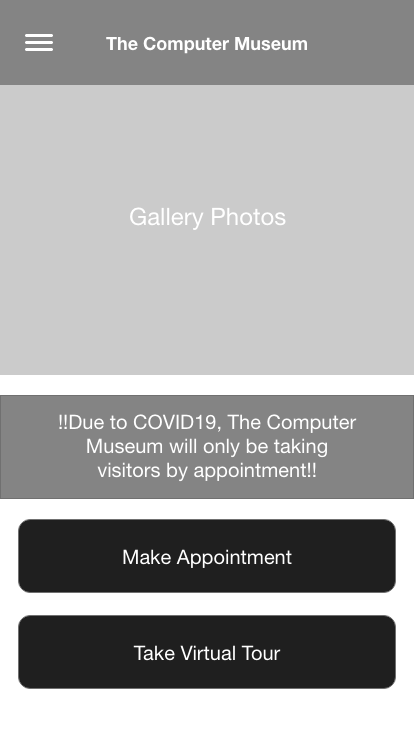 The Computer Museum
Gallery Photos
!!Due to COVID19, The Computer
Museum will only be taking
visitors by appointment!!
Make Appointment
Take Virtual Tour